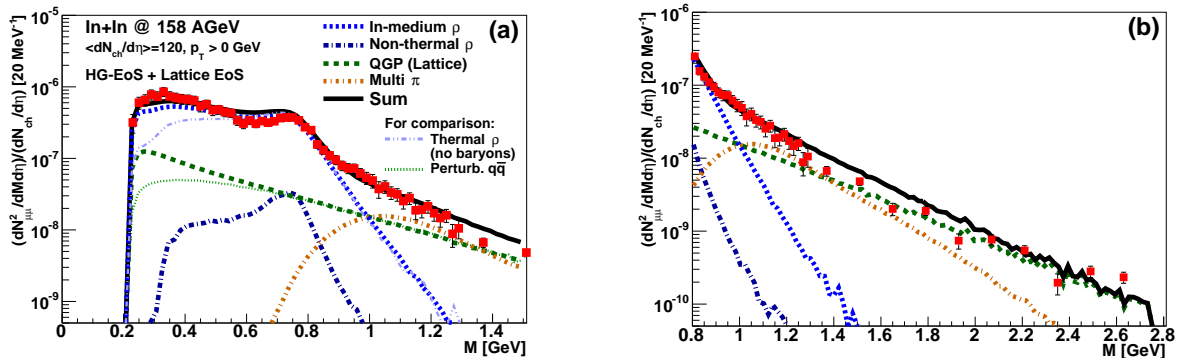 In+In @ 158 AGeV
<dN_ch/dη>=120, p_T > 0 GeV
HG-EoS + Lattice EoS
(a)
In-medium ρ
Non-thermal ρ
QGP (Lattice)
Multi π
Sum
For comparison:
Thermal ρ
(no baryons)
Perturb. qq̅
(dN²_μμ/dMdη)/(dN_ch/dη) [20 MeV⁻¹]
10⁻⁵
10⁻⁶
10⁻⁷
10⁻⁸
10⁻⁹
0 0.2 0.4 0.6 0.8 1 1.2 1.4
M [GeV]
(b)
(dN²_μμ/dMdη)/(dN_ch/dη) [20 MeV⁻¹]
10⁻⁶
10⁻⁷
10⁻⁸
10⁻⁹
10⁻¹⁰
0.8 1 1.2 1.4 1.6 1.8 2 2.2 2.4 2.6 2.8
M [GeV]